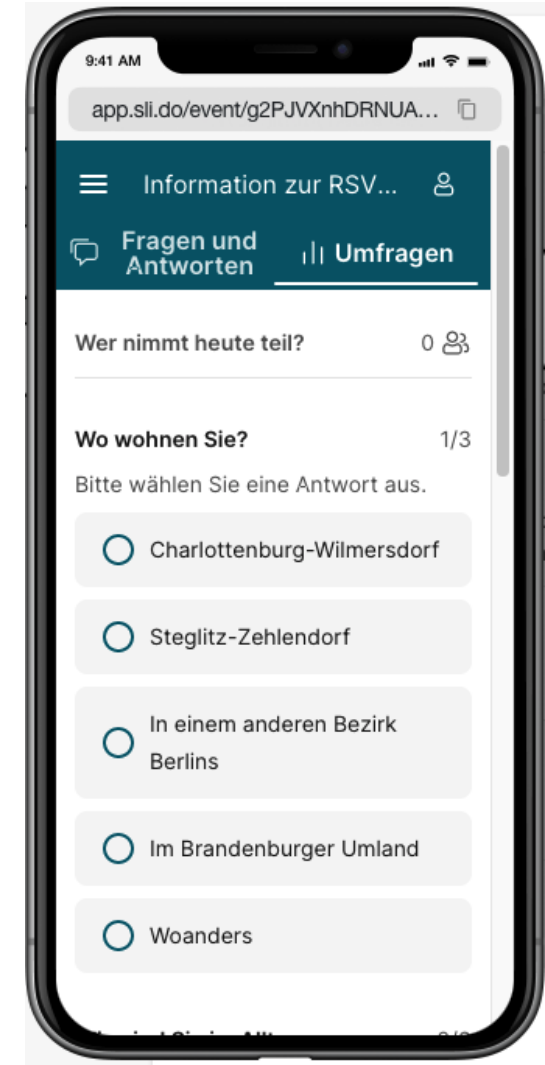 9:41 AM
app.sli.do/event/g2PJVXnhDRNUA...
Information zur RSV...
Fragen und
Antworten
Umfragen
Wer nimmt heute teil? 0
Wo wohnen Sie? 1/3
Bitte wählen Sie eine Antwort aus.
Charlottenburg-Wilmersdorf
Steglitz-Zehlendorf
In einem anderen Bezirk
Berlins
Im Brandenburger Umland
Woanders